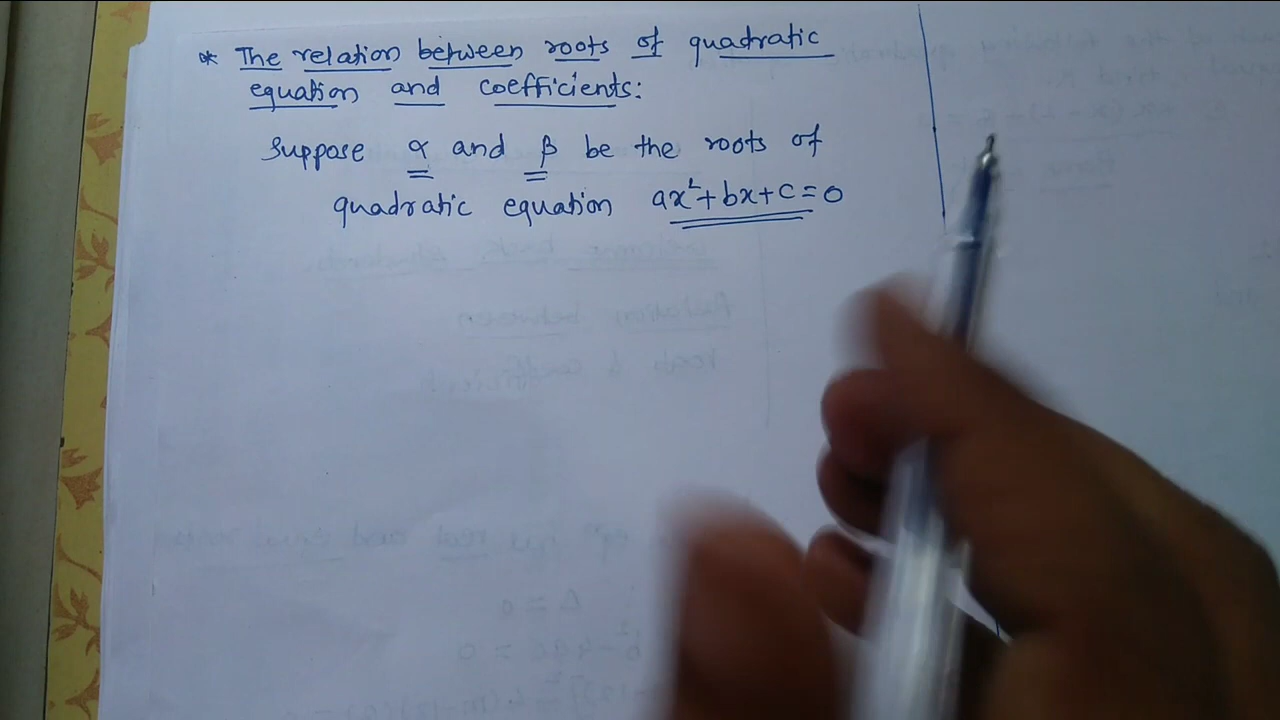 * The relation between roots of quadratic
equation and coefficients:
Suppose α and β be the roots of
quadratic equation ax²+bx+c=0